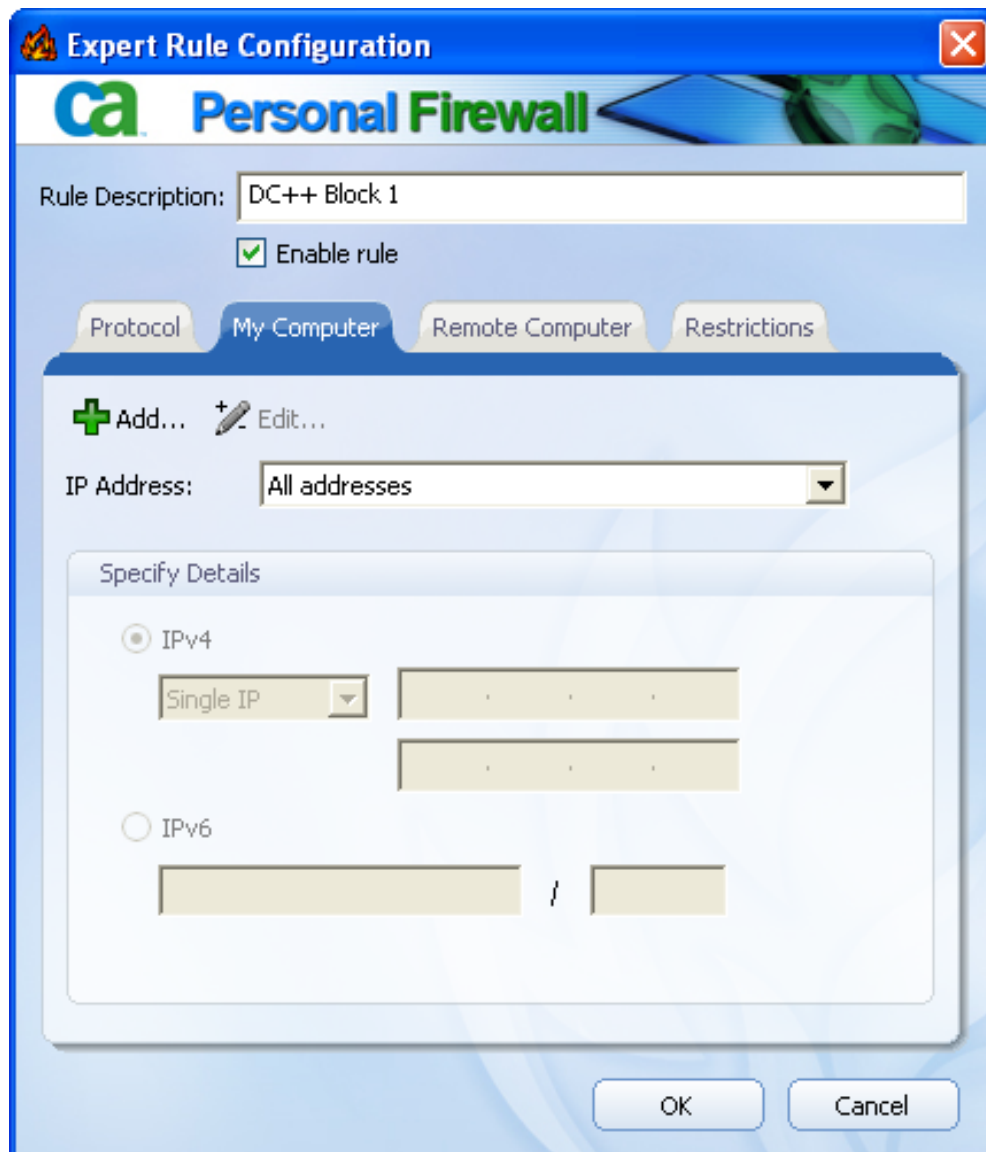 Expert Rule Configuration
ca Personal Firewall
Rule Description: DC++ Block 1
Enable rule
Protocol My Computer Remote Computer Restrictions
Add... Edit...
IP Address: All addresses
Specify Details
IPv4
Single IP . . .
. . .
IPv6
/
OK Cancel